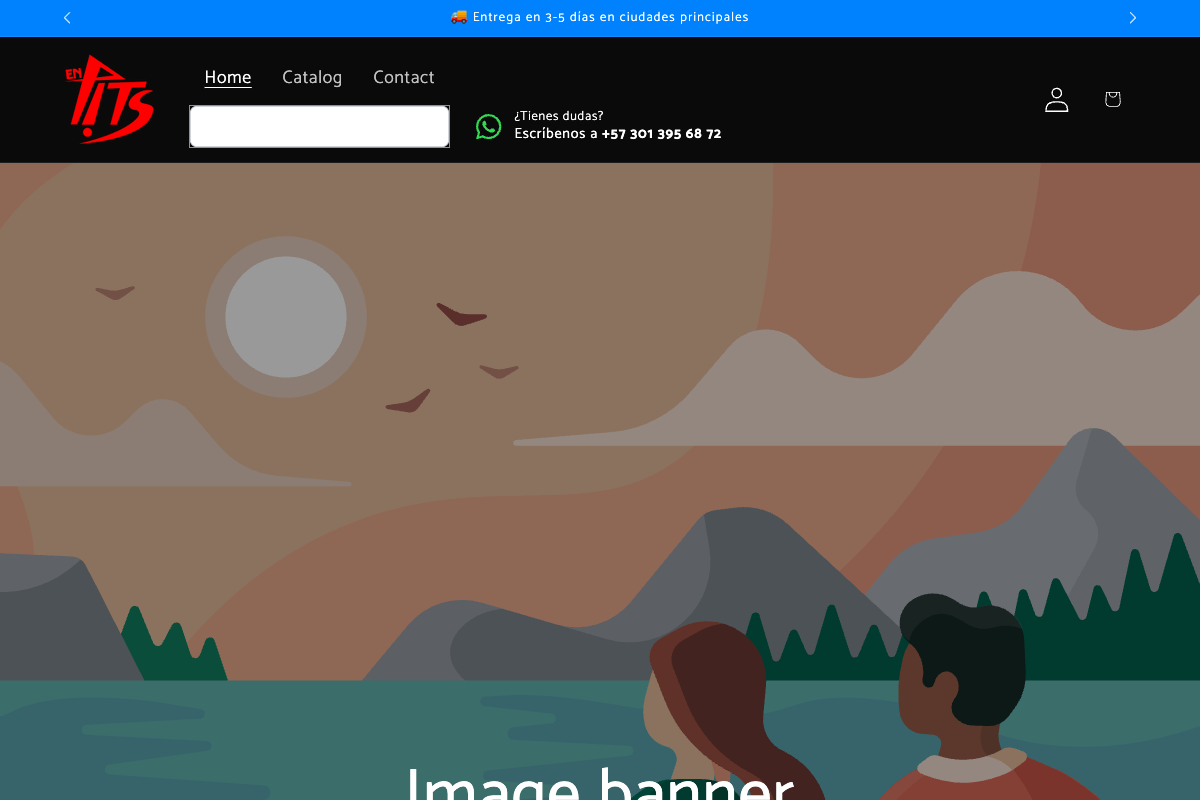 🚚 Entrega en 3-5 días en ciudades principales
EN PITS
Home Catalog Contact
¿Tienes dudas?
Escríbenos a +57 301 395 68 72
Image banner